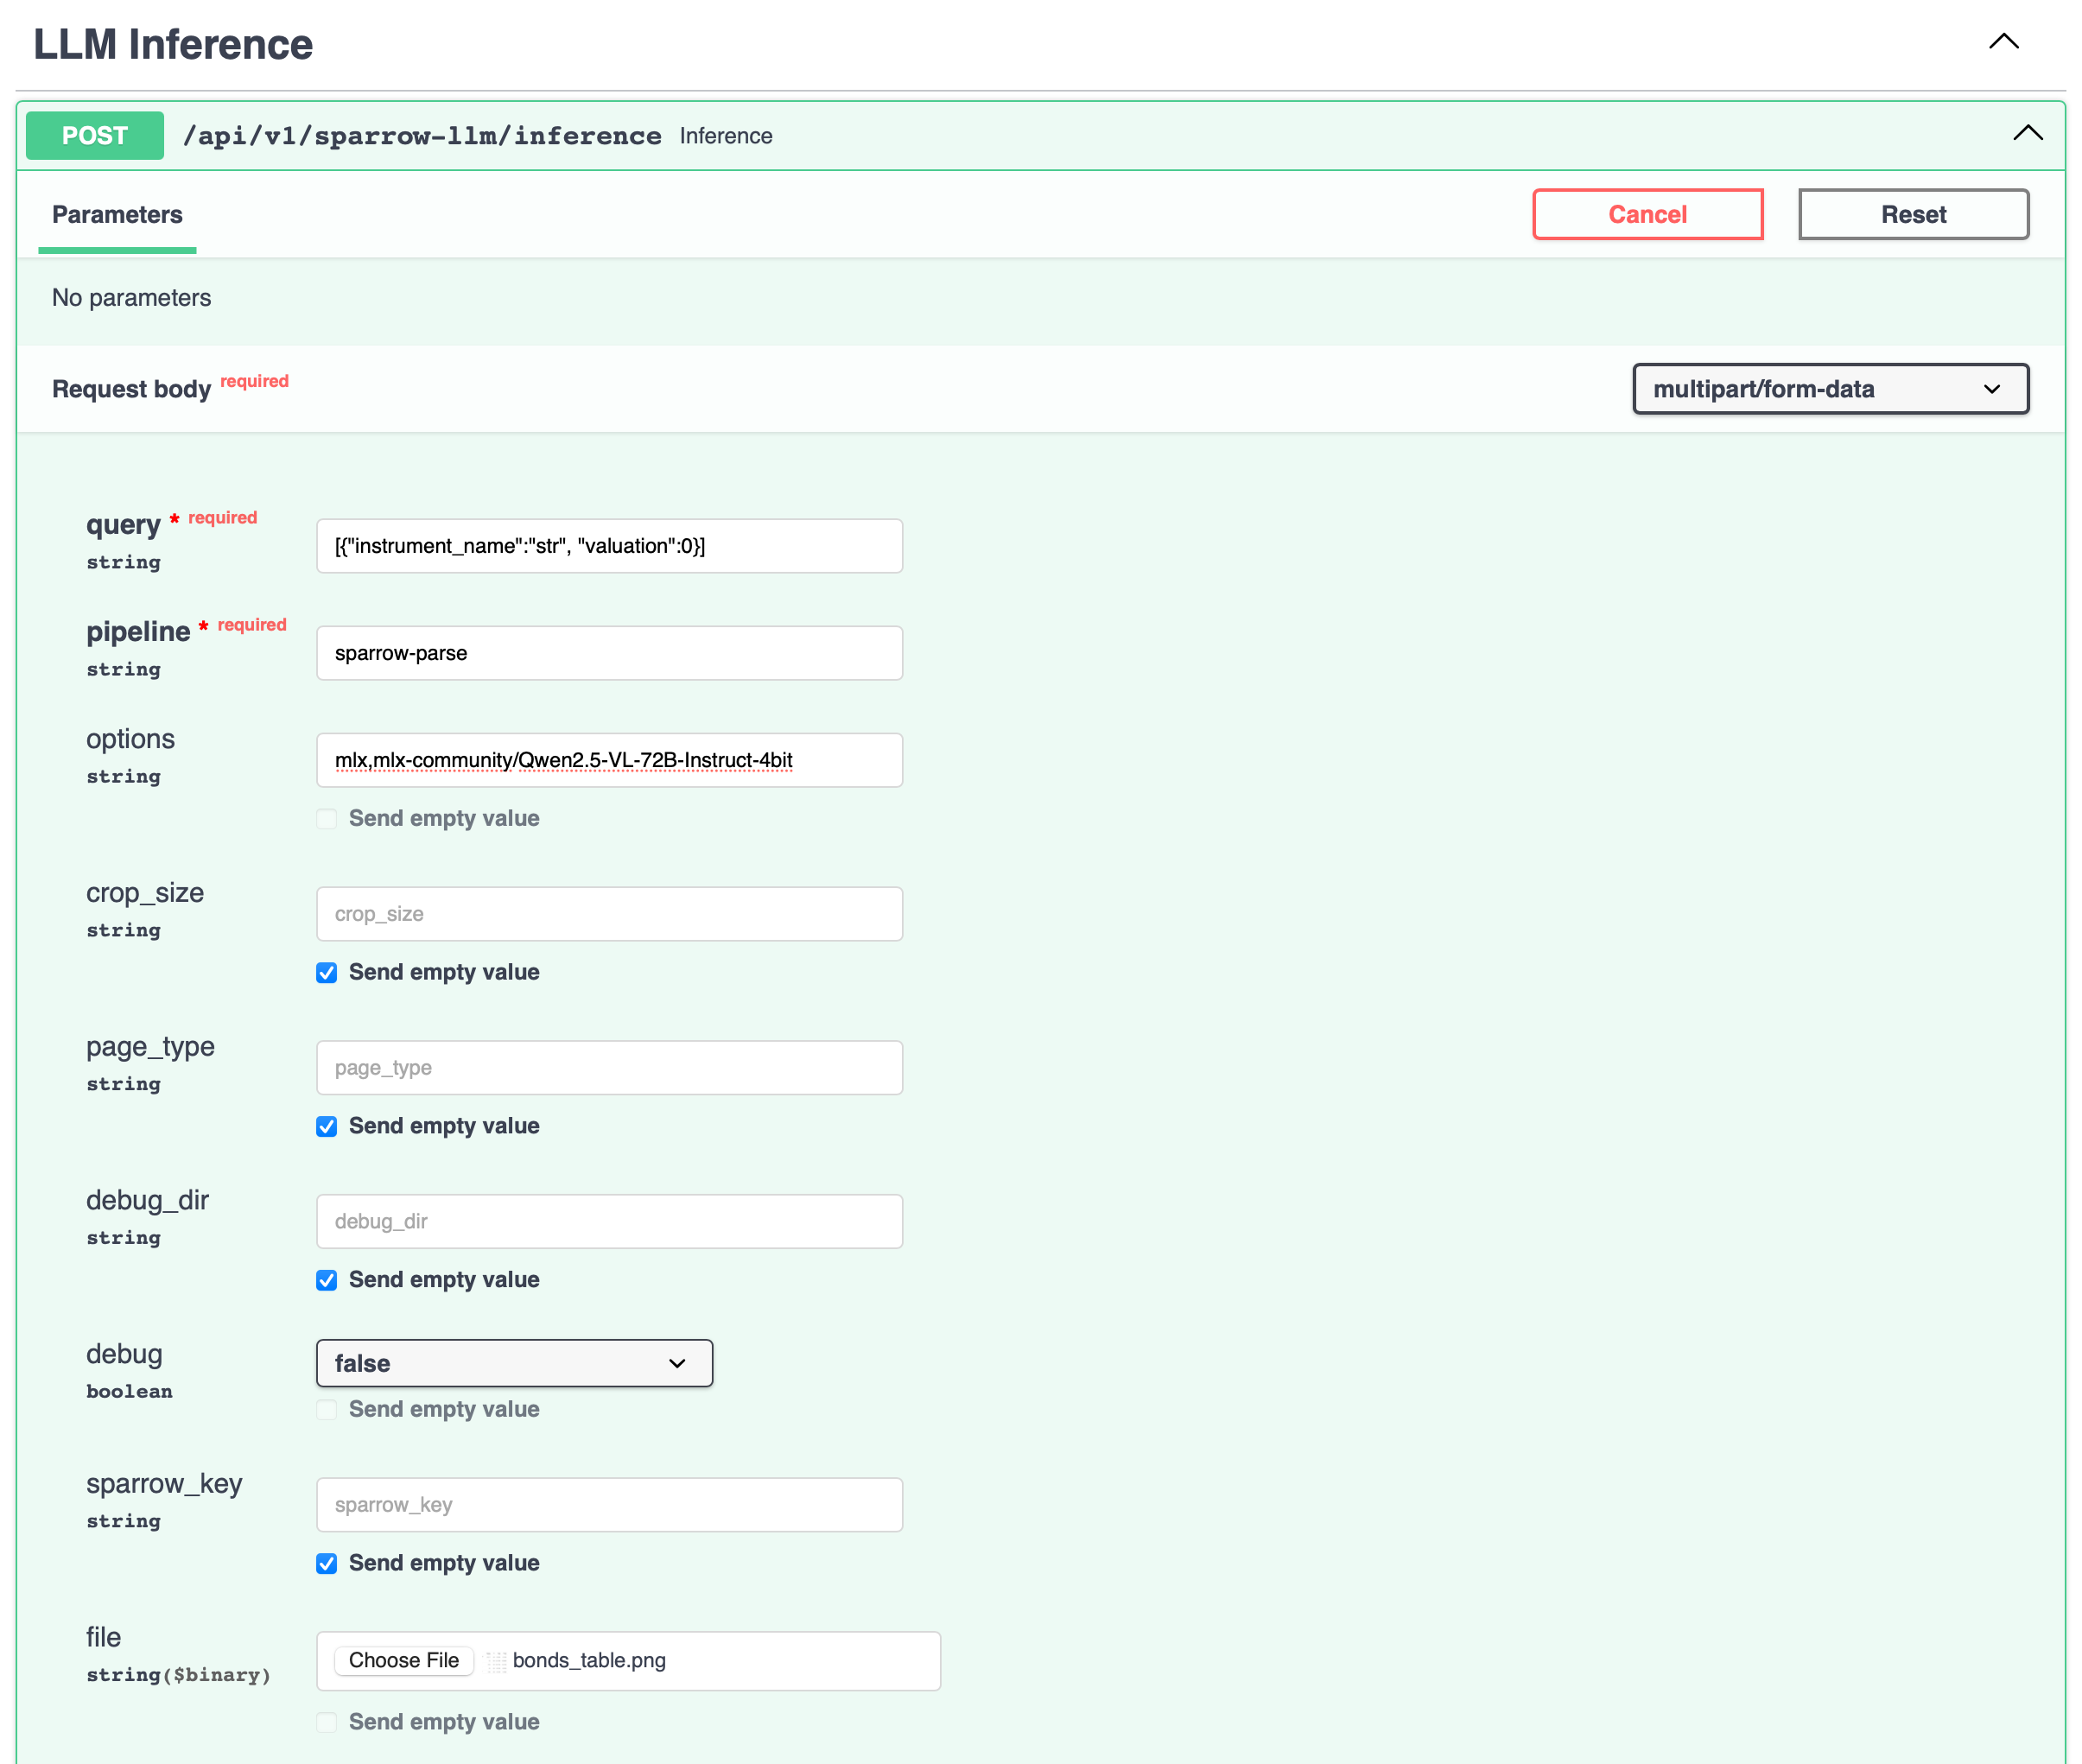 LLM Inference
POST /api/v1/sparrow-llm/inference Inference
Parameters Cancel Reset
No parameters
Request body required multipart/form-data
query * required
string
[{"instrument_name":"str", "valuation":0}]
pipeline * required
string
sparrow-parse
options
string
mlx,mlx-community/Qwen2.5-VL-72B-Instruct-4bit
Send empty value
crop_size
string
crop_size
Send empty value
page_type
string
page_type
Send empty value
debug_dir
string
debug_dir
Send empty value
debug
boolean
false
Send empty value
sparrow_key
string
sparrow_key
Send empty value
file
string($binary)
Choose File bonds_table.png
Send empty value